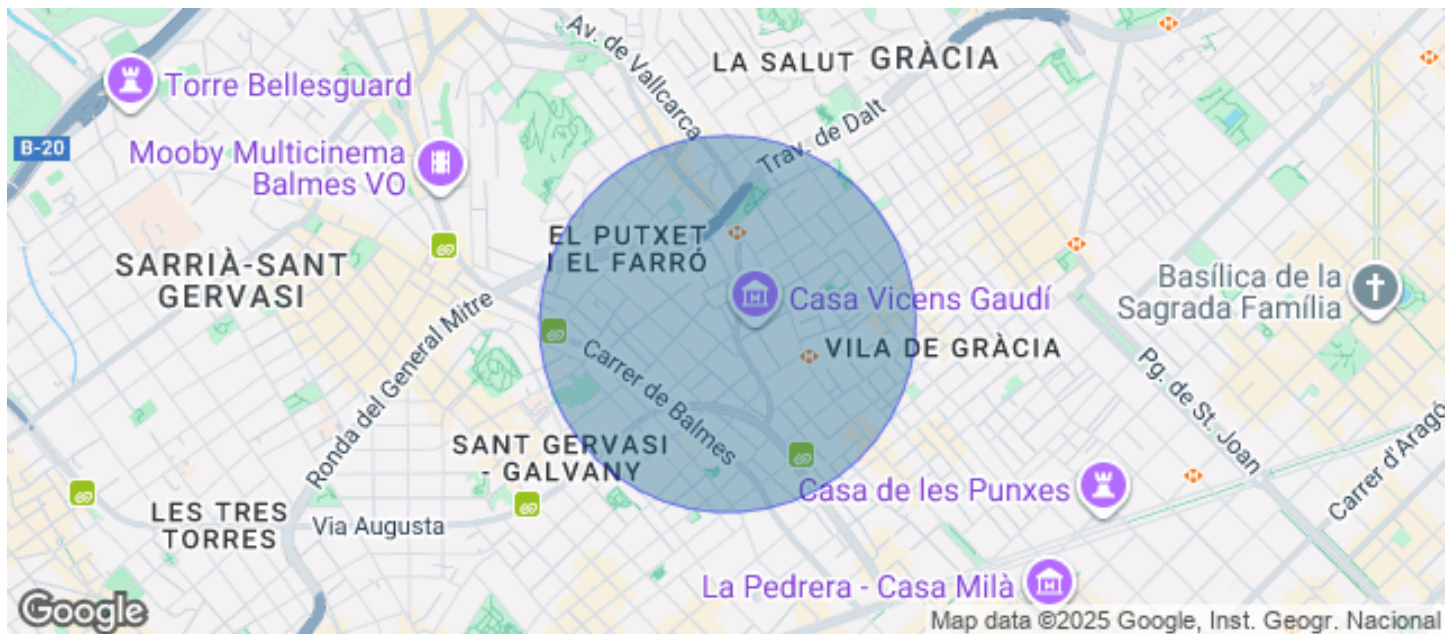 Av. de Vallcarca
LA SALUT
GRÀCIA
Torre Bellesguard
Trav. de Dalt
B-20
Mooby Multicinema
Balmes VO
EL PUTXET
I EL FARRÓ
SARRIÀ-SANT
GERVASI
Casa Vicens Gaudí
Basílica de la
Sagrada Família
Ronda del General Mitre
VILA DE GRÀCIA
Carrer de Balmes
Pg. de St. Joan
SANT GERVASI
- GALVANY
Carrer d'Aragó
Casa de les Punxes
LES TRES
TORRES
Via Augusta
La Pedrera - Casa Milà
Google
Map data ©2025 Google, Inst. Geogr. Nacional